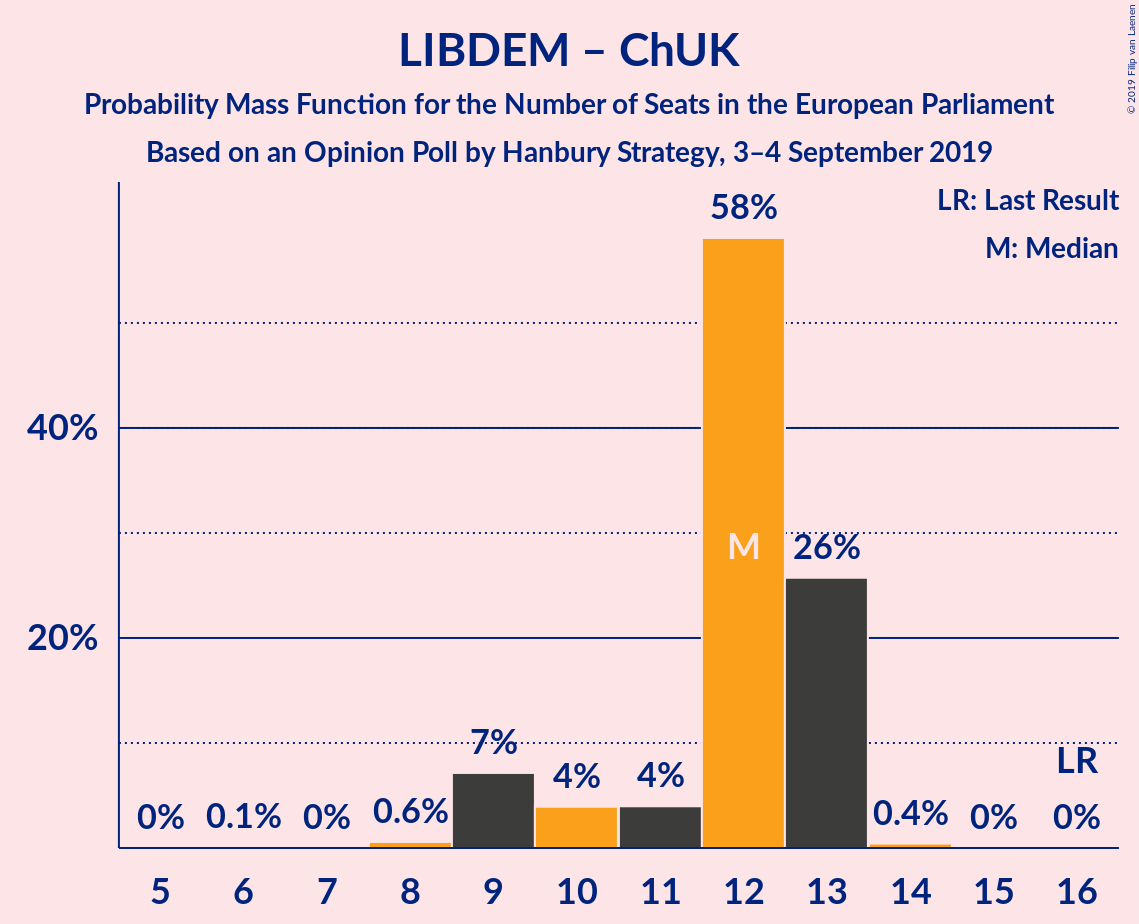 LIBDEM – ChUK
Probability Mass Function for the Number of Seats in the European Parliament
Based on an Opinion Poll by Hanbury Strategy, 3–4 September 2019
© 2019 Filip van Laenen
LR: Last Result
M: Median
58%
40%
M
26%
20%
7%
4%
4%
LR
0%
0.1%
0%
0.6%
0.4%
0%
0%
5 6 7 8 9 10 11 12 13 14 15 16